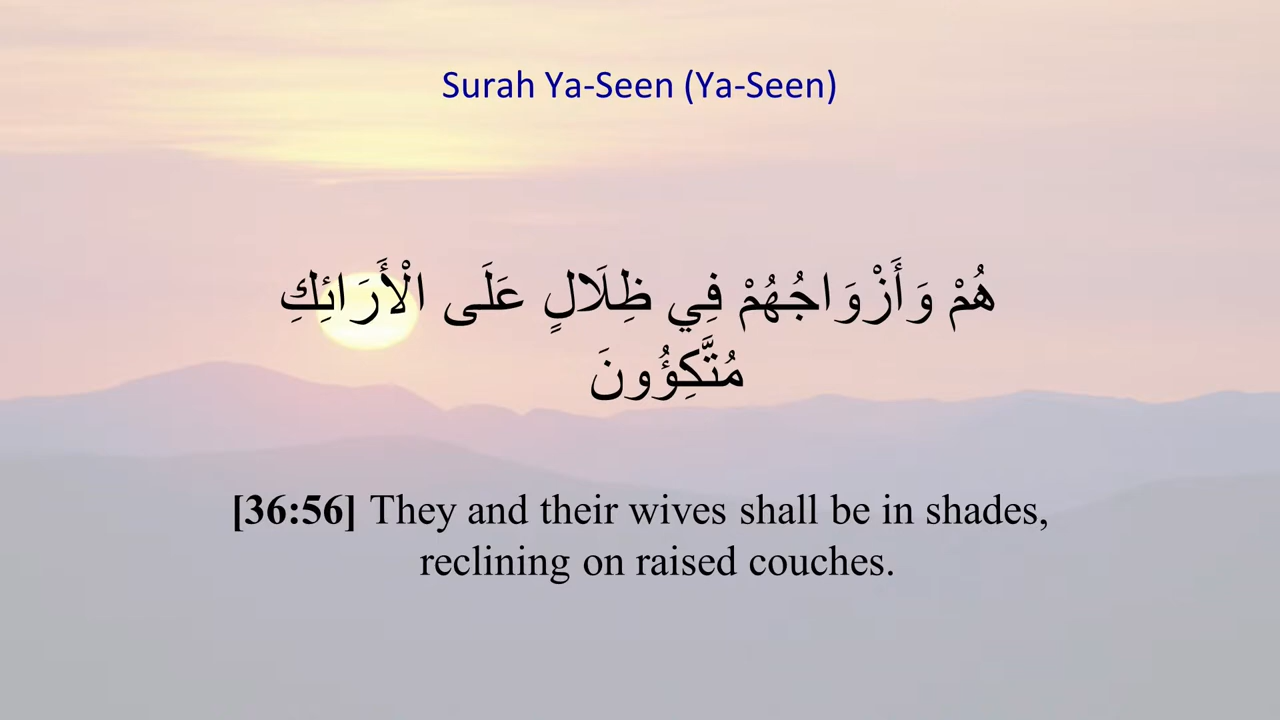 Surah Ya-Seen (Ya-Seen)
هُمْ وَأَزْوَاجُهُمْ فِي ظِلَالٍ عَلَى الْأَرَائِكِ
مُتَّكِؤُونَ
[36:56] They and their wives shall be in shades,
reclining on raised couches.